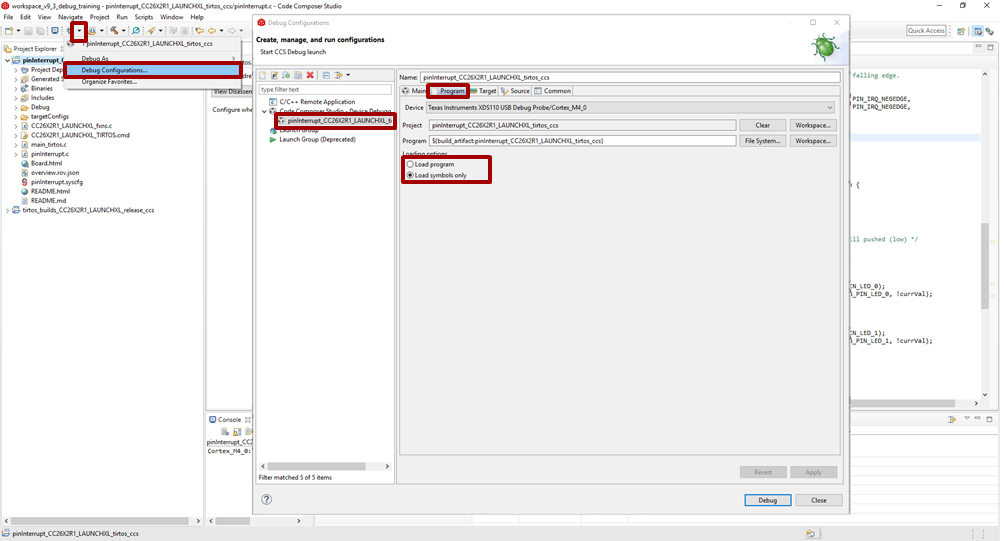 workspace_v9_3_debug_training - pinInterrupt_CC26X2R1_LAUNCHXL_tirtos_ccs/pinInterrupt.c - Code Composer Studio
File Edit View Navigate Project Run Scripts Window
Quick Access
1 pinInterrupt_CC26X2R1_LAUNCHXL_tirtos_ccs
Debug As
Debug Configurations...
Organize Favorites...
Project Explorer
pinInterrupt_C
Project Dep
Generated S
Binaries
Includes
Debug
targetConfigs
CC26X2R1_LAUNCHXL_fxns.c
CC26X2R1_LAUNCHXL_TIRTOS.cmd
main_tirtos.c
pinInterrupt.c
Board.html
overview.rov.json
pinInterrupt.syscfg
README.html
README.md
tirtos_builds_CC26X2R1_LAUNCHXL_release_ccs
View Disassem
Configure whe
Console
pinInterrupt_CC2
Cortex_M4_0:
Debug Configurations
Create, manage, and run configurations
Start CCS Debug launch
type filter text
C/C++ Remote Application
Code Composer Studio - Device Debugg
pinInterrupt_CC26X2R1_LAUNCHXL_ti
Launch Group
Launch Group (Deprecated)
Filter matched 5 of 5 items
Name: pinInterrupt_CC26X2R1_LAUNCHXL_tirtos_ccs
Main Program Target Source Common
Device Texas Instruments XDS110 USB Debug Probe/Cortex_M4_0
Project pinInterrupt_CC26X2R1_LAUNCHXL_tirtos_ccs Clear Workspace...
Program ${build_artifact:pinInterrupt_CC26X2R1_LAUNCHXL_tirtos_ccs} File System... Workspace...
Loading options
Load program
Load symbols only
Revert Apply
Debug Close
falling edge.
PIN_IRQ_NEGEDGE,
PIN_IRQ_NEGEDGE,
{
ill pushed (low) */
IN_LED_0);
_PIN_LED_0, !currVal);
IN_LED_1);
_PIN_LED_1, !currVal);
pinInterrupt_CC26X2R1_LAUNCHXL_tirtos_ccs